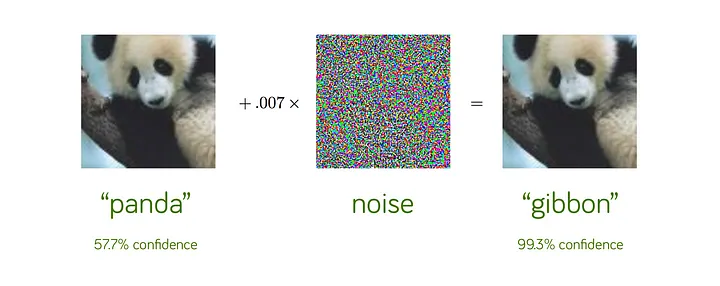 + .007 × =
“panda” noise “gibbon”
57.7% confidence 99.3% confidence